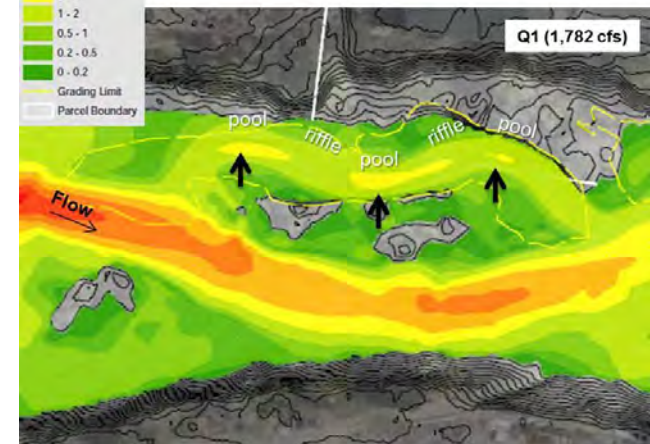 1 - 2
0.5 - 1
0.2 - 0.5
0 - 0.2
Grading Limit
Parcel Boundary
Q1 (1,782 cfs)
pool
riffle
pool
riffle
pool
Flow